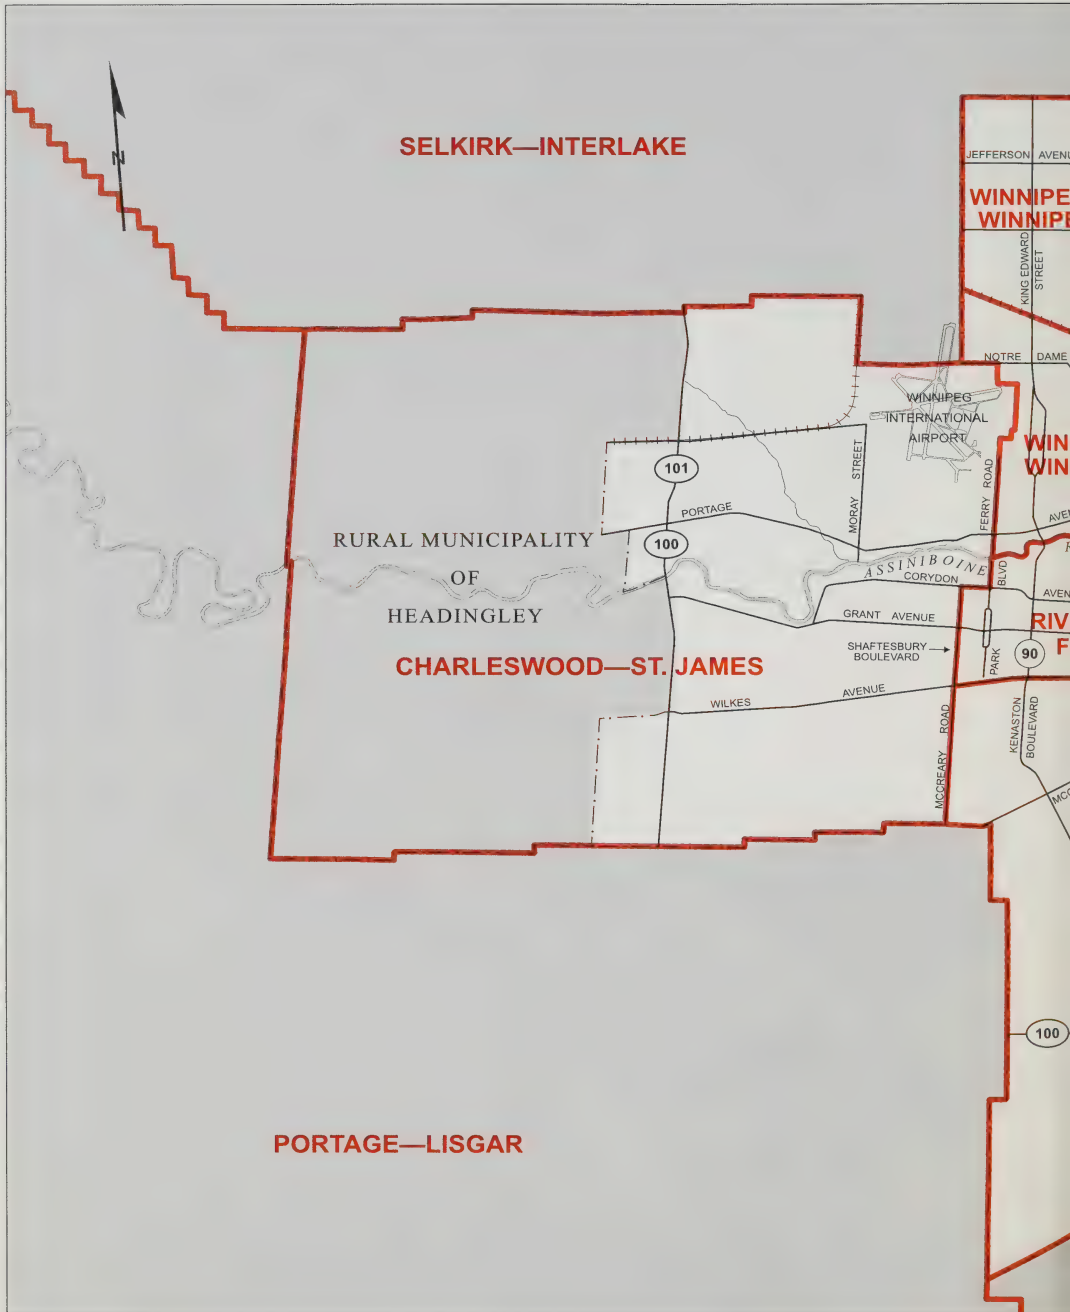 N
SELKIRK—INTERLAKE
JEFFERSON AVENU
WINNIPE
WINNIPE
KING EDWARD
STREET
NOTRE DAME
WINNIPEG
INTERNATIONAL
AIRPORT
WIN
WIN
101
MORAY STREET
FERRY ROAD
PORTAGE
AVEN
100
RURAL MUNICIPALITY
OF
HEADINGLEY
ASSINIBOINE
R
CORYDON
BLVD
AVEN
GRANT AVENUE
RIV
F
SHAFTESBURY
BOULEVARD
PARK
90
CHARLESWOOD—ST. JAMES
WILKES AVENUE
MCCREARY ROAD
KENASTON
BOULEVARD
MCG
100
PORTAGE—LISGAR